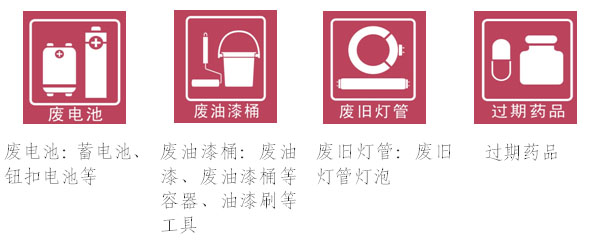 废电池
废油漆桶
废旧灯管
过期药品
废电池：蓄电池、
钮扣电池等
废油漆桶：废油
漆、废油漆桶等
容器、油漆刷等
工具
废旧灯管：废旧
灯管灯泡
过期药品